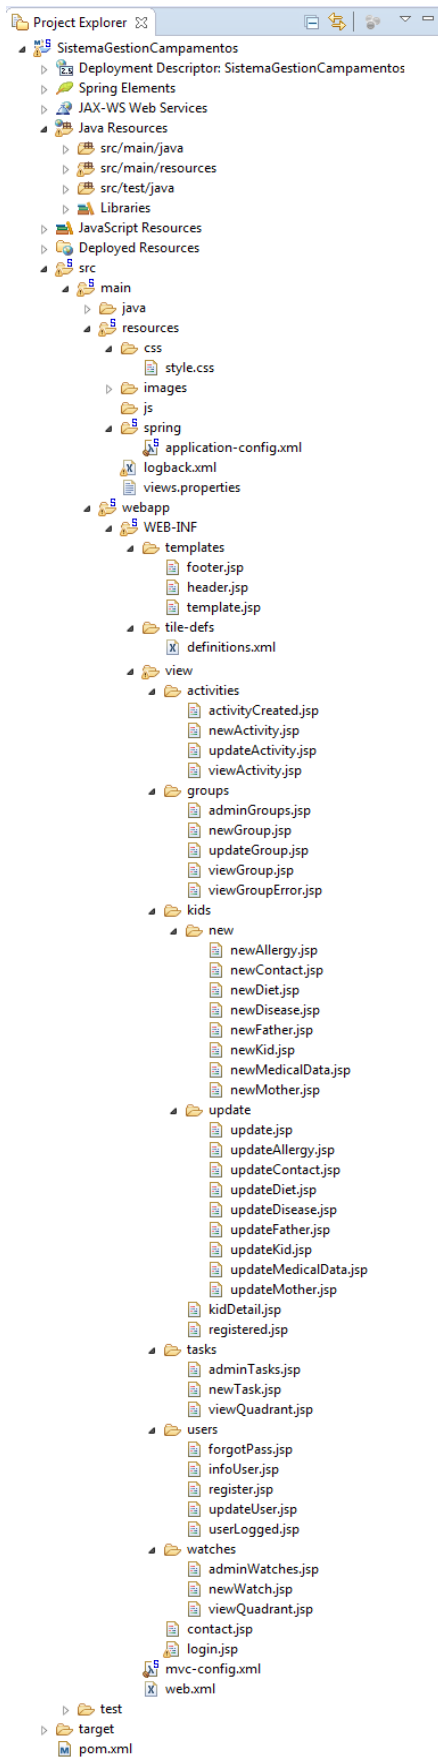 Project Explorer
SistemaGestionCampamentos
Deployment Descriptor: SistemaGestionCampamentos
Spring Elements
JAX-WS Web Services
Java Resources
src/main/java
src/main/resources
src/test/java
Libraries
JavaScript Resources
Deployed Resources
src
main
java
resources
css
style.css
images
js
spring
application-config.xml
logback.xml
views.properties
webapp
WEB-INF
templates
footer.jsp
header.jsp
template.jsp
tile-defs
definitions.xml
view
activities
activityCreated.jsp
newActivity.jsp
updateActivity.jsp
viewActivity.jsp
groups
adminGroups.jsp
newGroup.jsp
updateGroup.jsp
viewGroup.jsp
viewGroupError.jsp
kids
new
newAllergy.jsp
newContact.jsp
newDiet.jsp
newDisease.jsp
newFather.jsp
newKid.jsp
newMedicalData.jsp
newMother.jsp
update
update.jsp
updateAllergy.jsp
updateContact.jsp
updateDiet.jsp
updateDisease.jsp
updateFather.jsp
updateKid.jsp
updateMedicalData.jsp
updateMother.jsp
kidDetail.jsp
registered.jsp
tasks
adminTasks.jsp
newTask.jsp
viewQuadrant.jsp
users
forgotPass.jsp
infoUser.jsp
register.jsp
updateUser.jsp
userLogged.jsp
watches
adminWatches.jsp
newWatch.jsp
viewQuadrant.jsp
contact.jsp
login.jsp
mvc-config.xml
web.xml
test
target
pom.xml